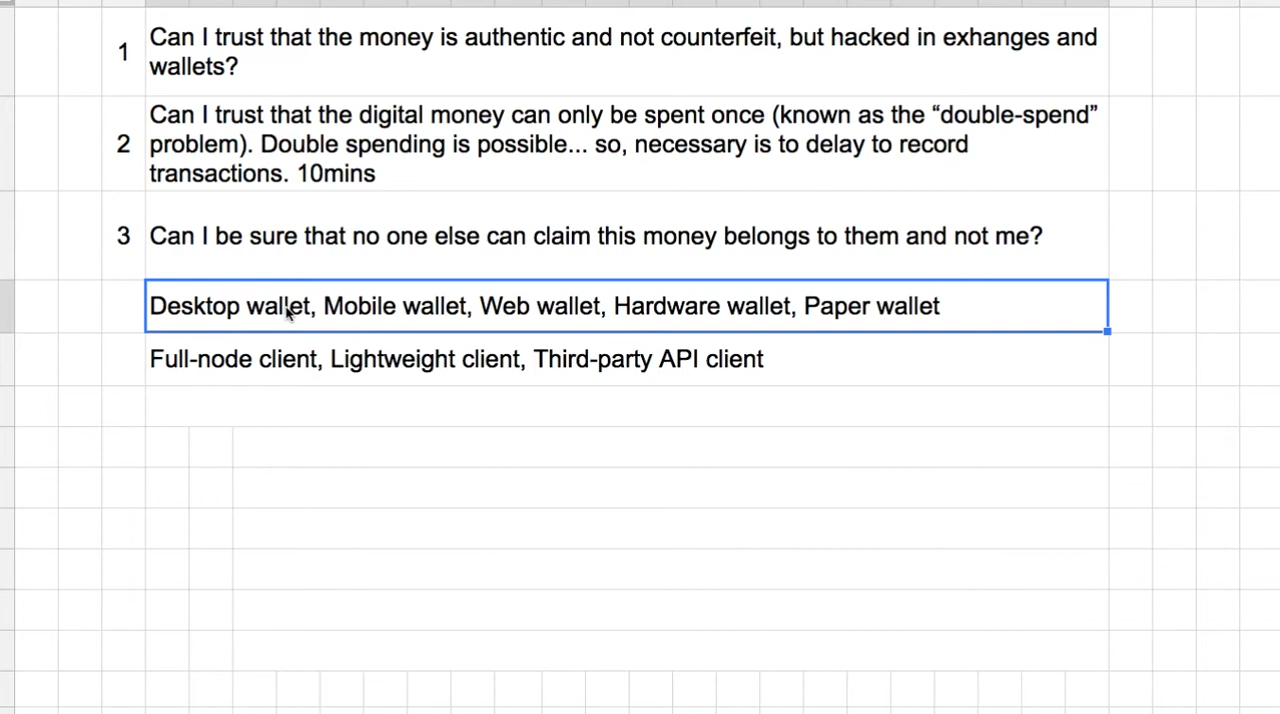 1
Can I trust that the money is authentic and not counterfeit, but hacked in exhanges and
wallets?
2
Can I trust that the digital money can only be spent once (known as the “double-spend”
problem). Double spending is possible... so, necessary is to delay to record
transactions. 10mins
3
Can I be sure that no one else can claim this money belongs to them and not me?
Desktop wallet, Mobile wallet, Web wallet, Hardware wallet, Paper wallet
Full-node client, Lightweight client, Third-party API client